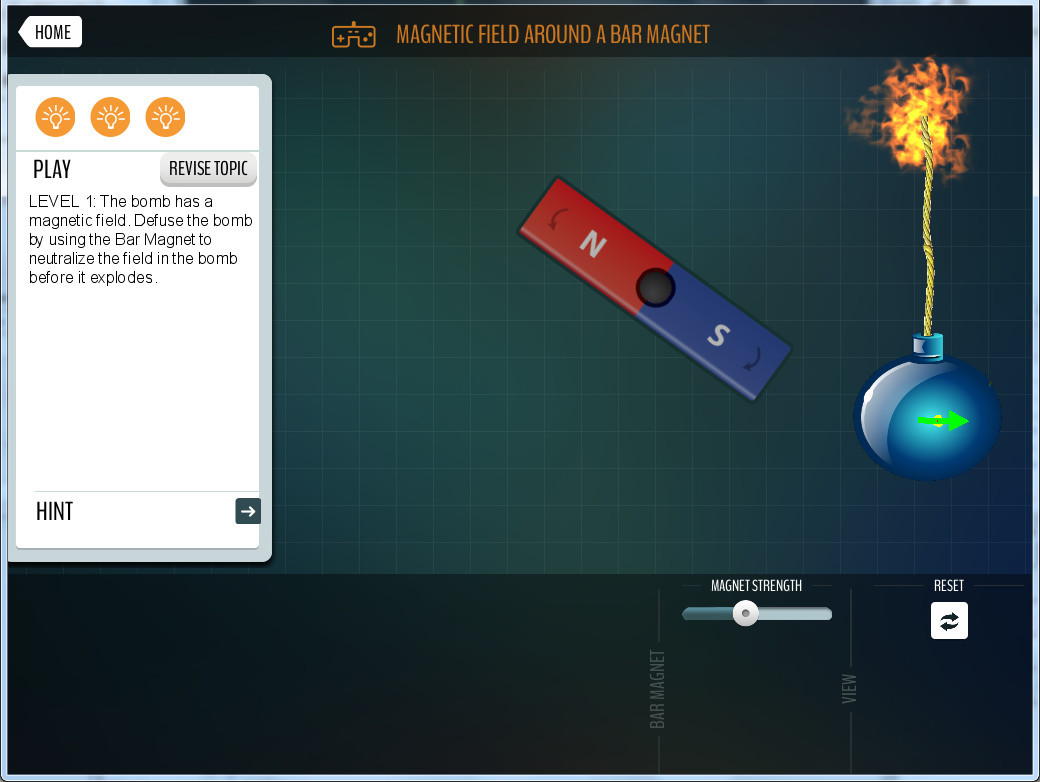 HOME
MAGNETIC FIELD AROUND A BAR MAGNET
PLAY
REVISE TOPIC
LEVEL 1: The bomb has a
magnetic field. Defuse the bomb
by using the Bar Magnet to
neutralize the field in the bomb
before it explodes.
HINT
N
S
MAGNET STRENGTH
RESET
BAR MAGNET
VIEW